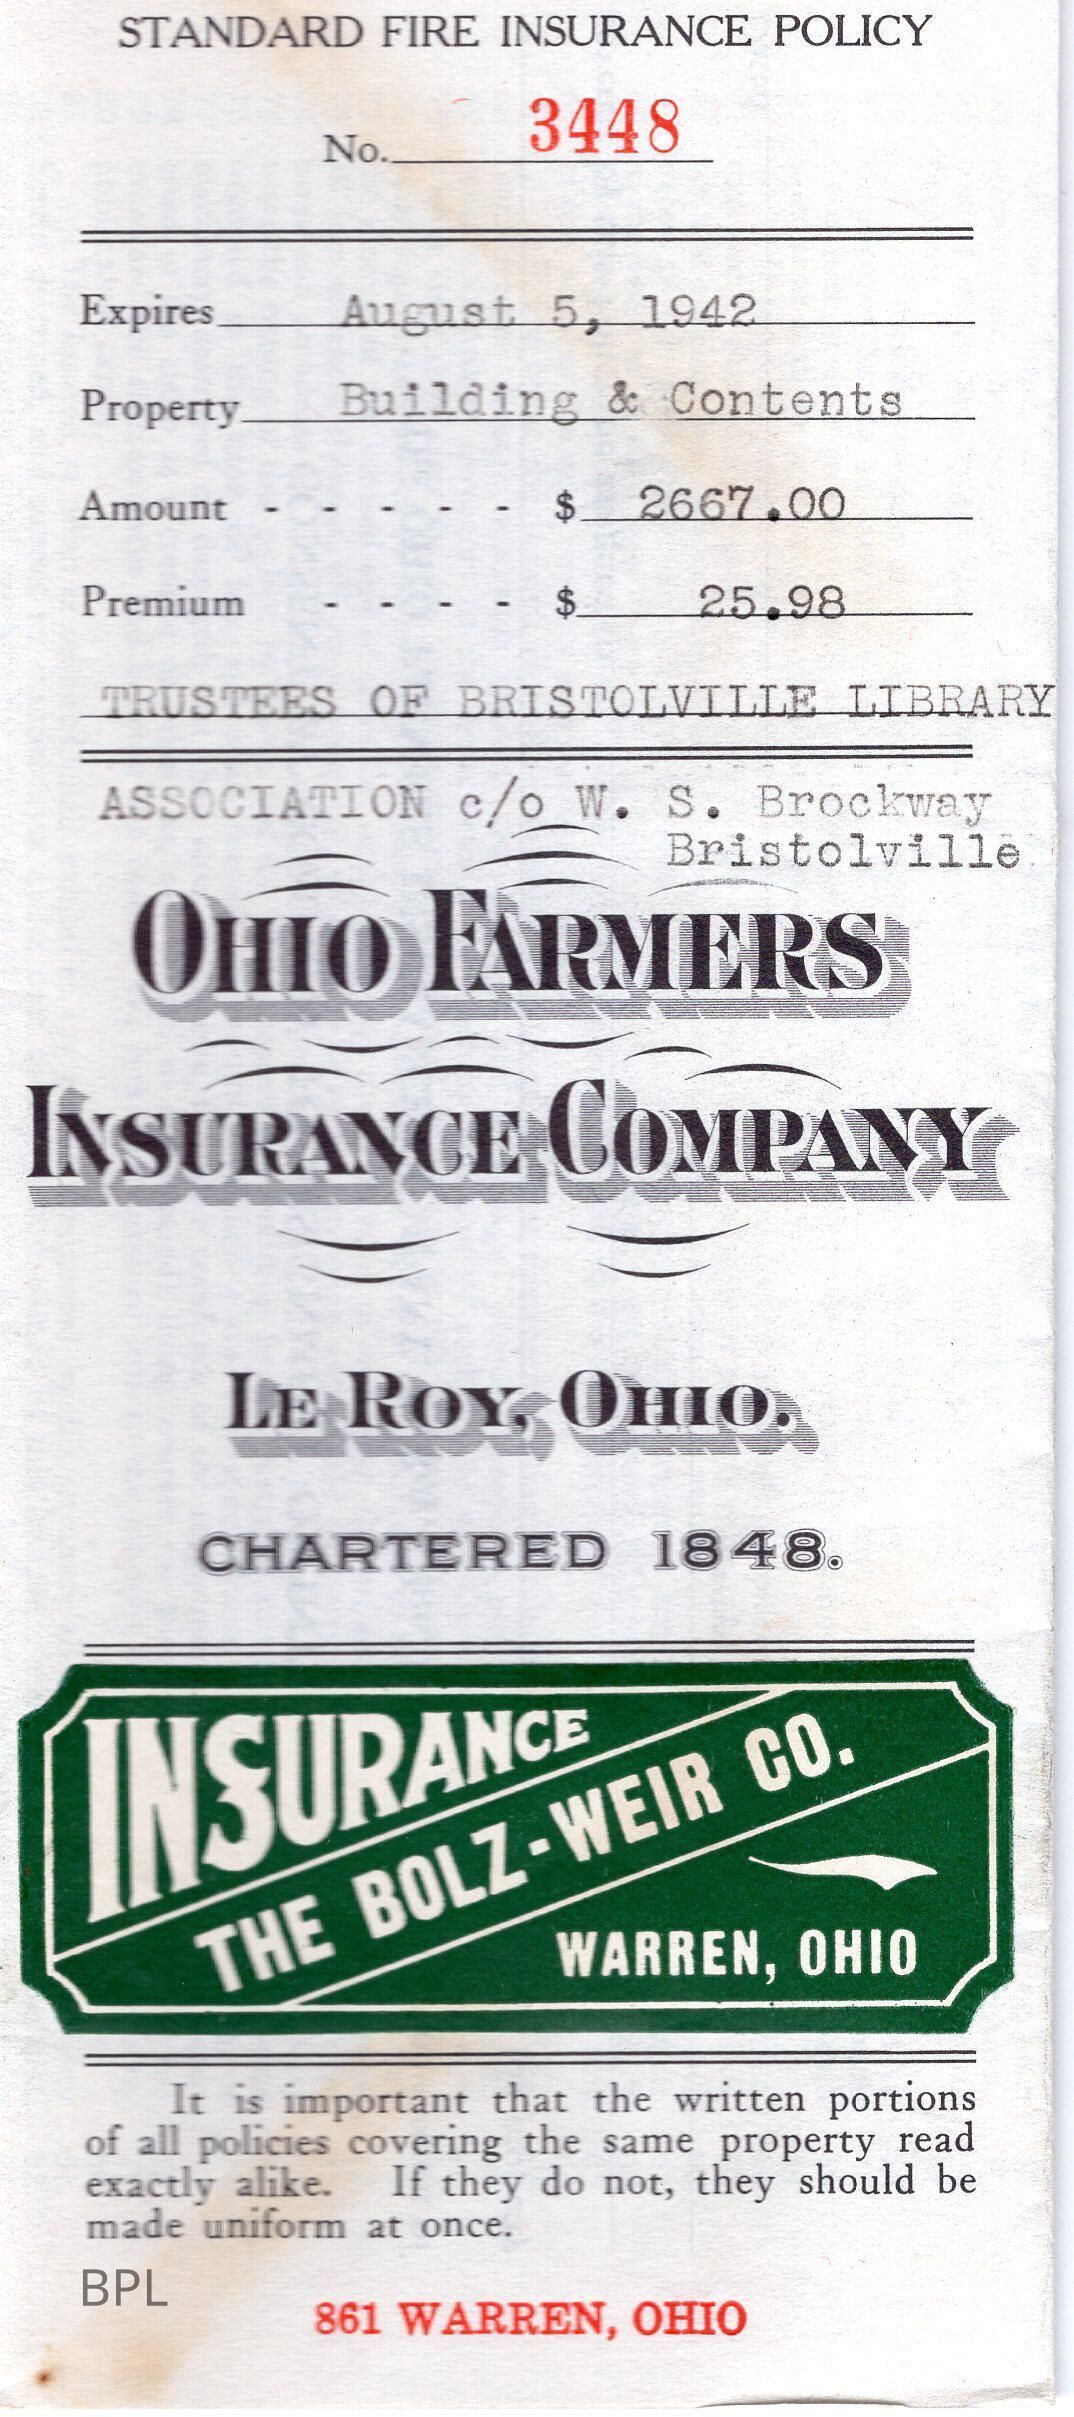 STANDARD FIRE INSURANCE POLICY
No. 3448
Expires August 5, 1942
Property Building & Contents
Amount - - - - - $ 2667.00
Premium - - - - $ 25.98
TRUSTEES OF BRISTOLVILLE LIBRARY
ASSOCIATION c/o W. S. Brockway
Bristolville
OHIO FARMERS
INSURANCE COMPANY
LE ROY, OHIO.
CHARTERED 1848.
INSURANCE
THE BOLZ-WEIR CO.
WARREN, OHIO
It is important that the written portions
of all policies covering the same property read
exactly alike. If they do not, they should be
made uniform at once.
BPL
861 WARREN, OHIO